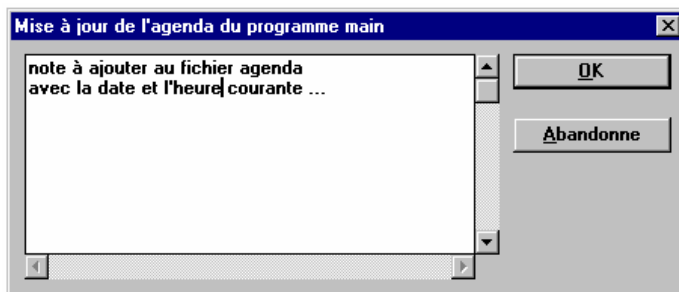 Mise à jour de l'agenda du programme main
note à ajouter au fichier agenda
avec la date et l'heure courante ...
OK
Abandonne